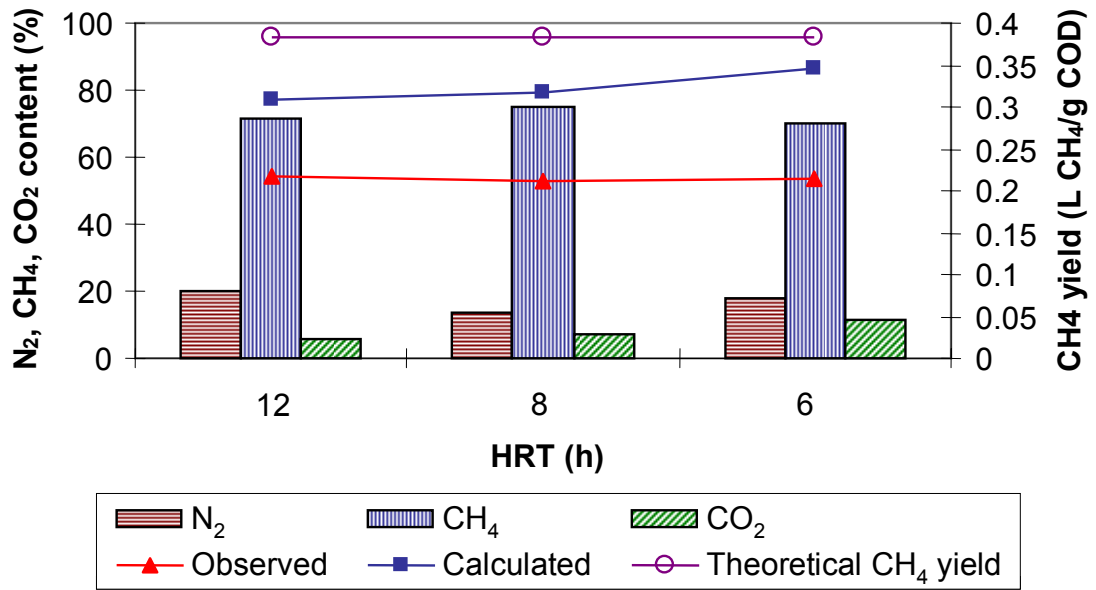 N₂, CH₄, CO₂ content (%)
100
80
60
40
20
0
0.4
0.35
0.3
0.25
0.2
0.15
0.1
0.05
0
CH4 yield (L CH₄/g COD)
12 8 6
HRT (h)
N₂ CH₄ CO₂
Observed Calculated Theoretical CH₄ yield